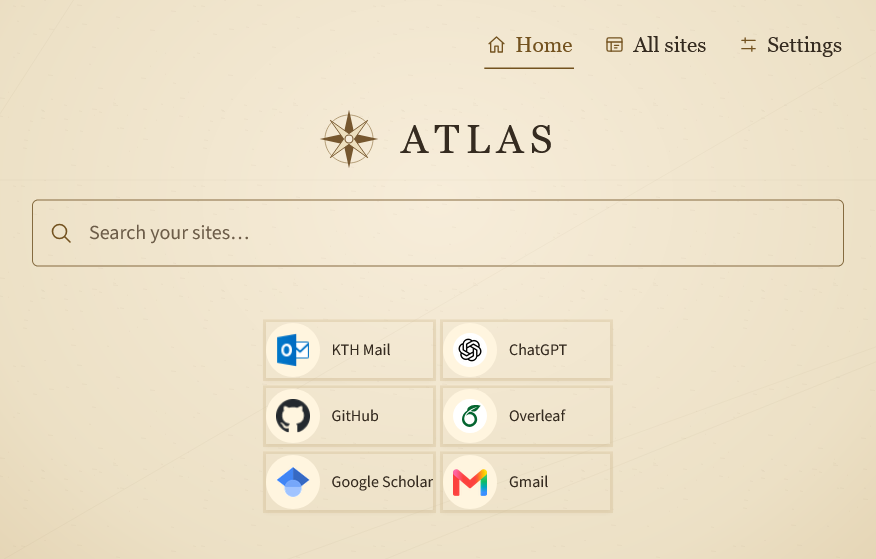 Home All sites Settings
ATLAS
Search your sites…
KTH Mail ChatGPT
GitHub Overleaf
Google Scholar Gmail